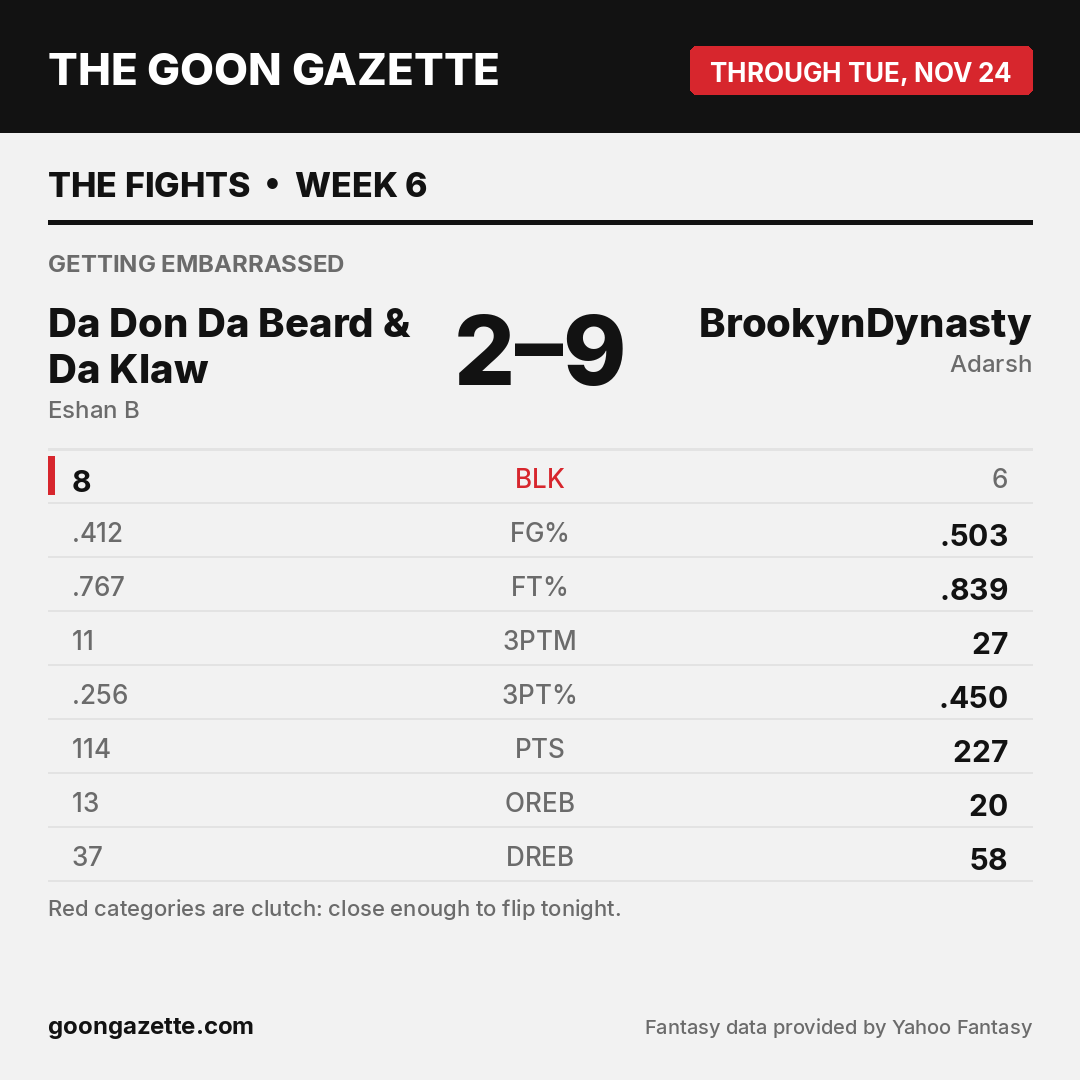 THE GOON GAZETTE
THROUGH TUE, NOV 24
THE FIGHTS • WEEK 6
GETTING EMBARRASSED
Da Don Da Beard &
Da Klaw
Eshan B
2–9
BrookynDynasty
Adarsh
8 BLK 6
.412 FG% .503
.767 FT% .839
11 3PTM 27
.256 3PT% .450
114 PTS 227
13 OREB 20
37 DREB 58
Red categories are clutch: close enough to flip tonight.
goongazette.com
Fantasy data provided by Yahoo Fantasy